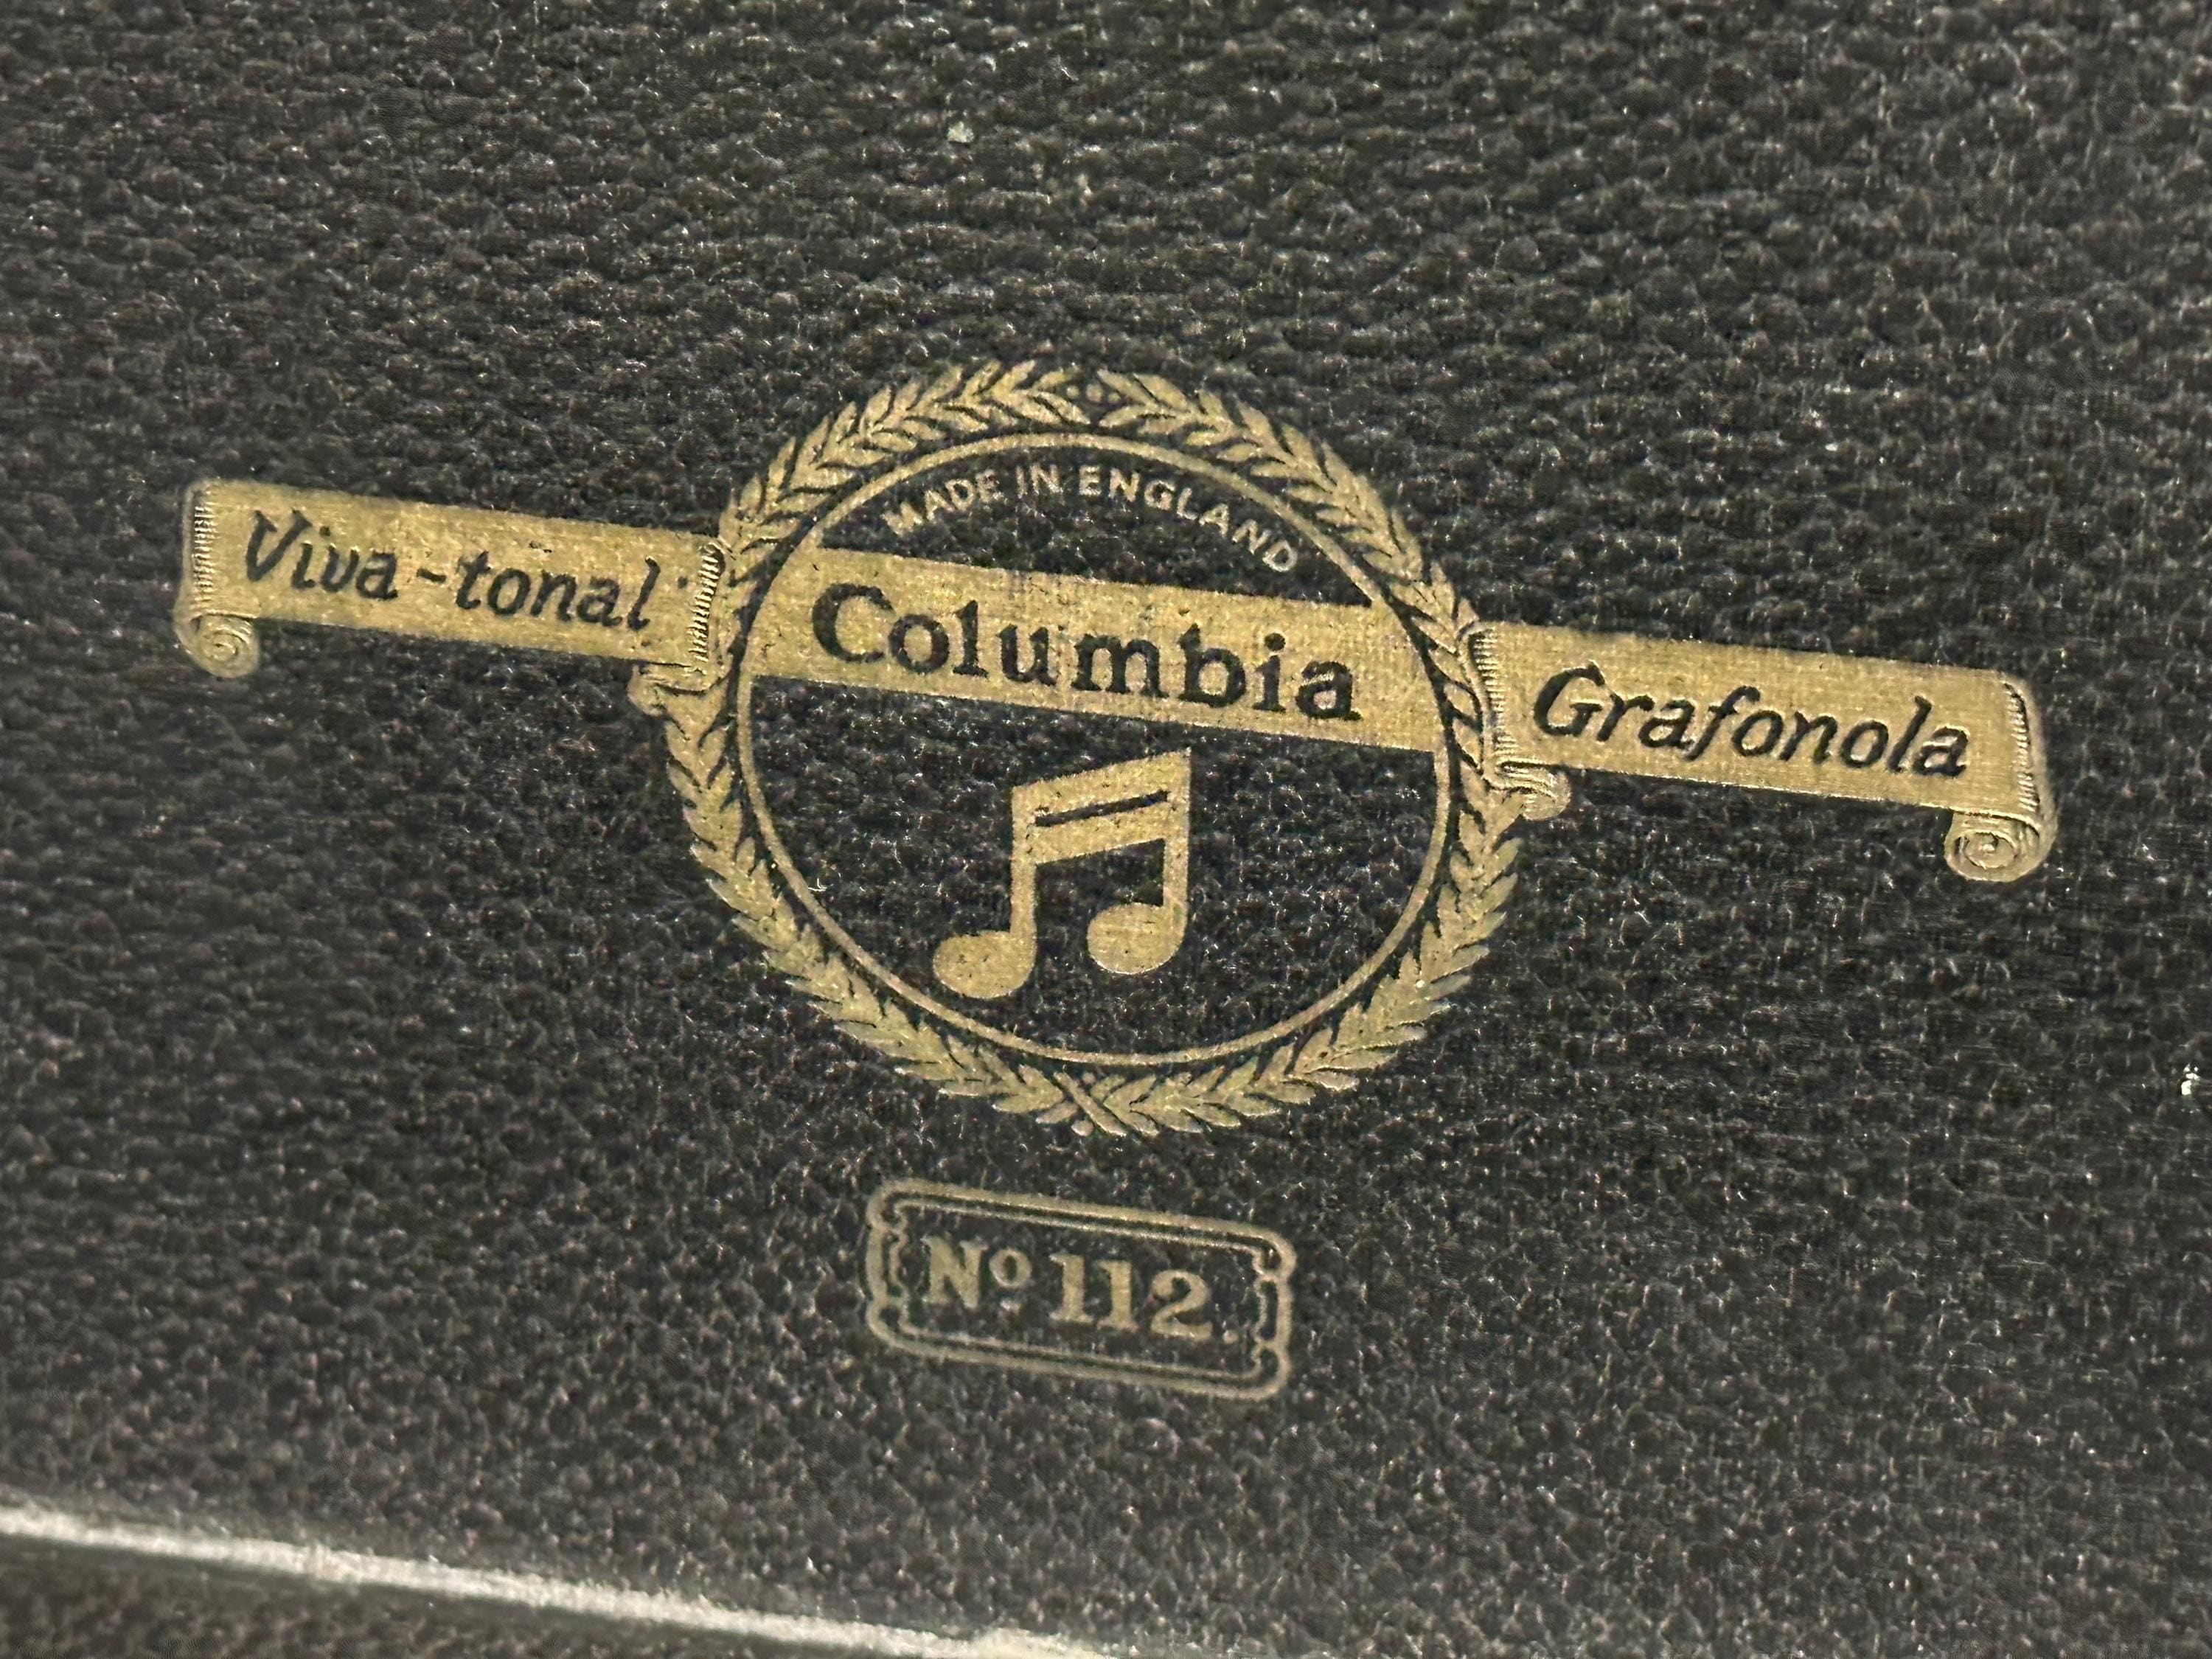 MADE IN ENGLAND
Viva-tonal Columbia Grafonola
No 112.